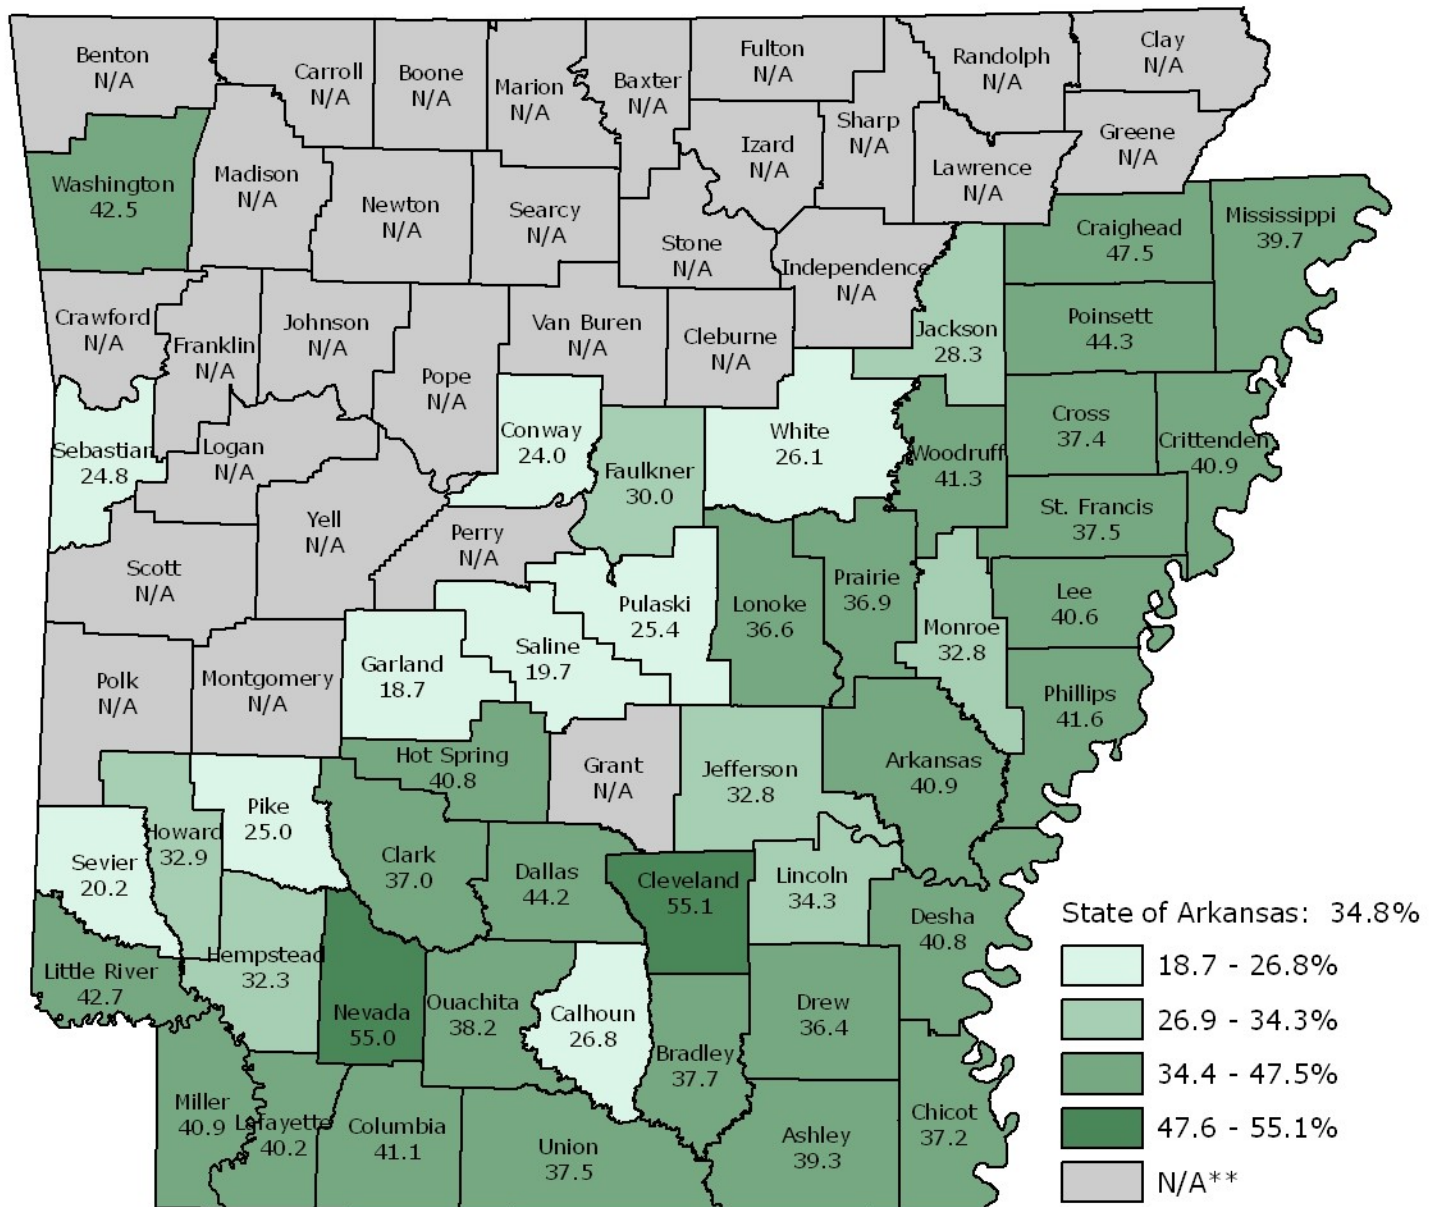 Benton
N/A
Carroll
N/A
Boone
N/A
Marion
N/A
Baxter
N/A
Fulton
N/A
Randolph
N/A
Clay
N/A
Sharp
N/A
Greene
N/A
Izard
N/A
Lawrence
N/A
Washington
42.5
Madison
N/A
Newton
N/A
Searcy
N/A
Stone
N/A
Independence
N/A
Craighead
47.5
Mississippi
39.7
Crawford
N/A
Franklin
N/A
Johnson
N/A
Pope
N/A
Van Buren
N/A
Cleburne
N/A
Jackson
28.3
Poinsett
44.3
Sebastian
24.8
Logan
N/A
Conway
24.0
Faulkner
30.0
White
26.1
Woodruff
41.3
Cross
37.4
Crittenden
40.9
Scott
N/A
Yell
N/A
Perry
N/A
St. Francis
37.5
Pulaski
25.4
Lonoke
36.6
Prairie
36.9
Monroe
32.8
Lee
40.6
Polk
N/A
Montgomery
N/A
Garland
18.7
Saline
19.7
Phillips
41.6
Hot Spring
40.8
Grant
N/A
Jefferson
32.8
Arkansas
40.9
Sevier
20.2
Howard
32.9
Pike
25.0
Clark
37.0
Dallas
44.2
Cleveland
55.1
Lincoln
34.3
Desha
40.8
Little River
42.7
Hempstead
32.3
Nevada
55.0
Ouachita
38.2
Calhoun
26.8
Bradley
37.7
Drew
36.4
Miller
40.9
Lafayette
40.2
Columbia
41.1
Union
37.5
Ashley
39.3
Chicot
37.2
State of Arkansas: 34.8%
18.7 - 26.8%
26.9 - 34.3%
34.4 - 47.5%
47.6 - 55.1%
N/A**